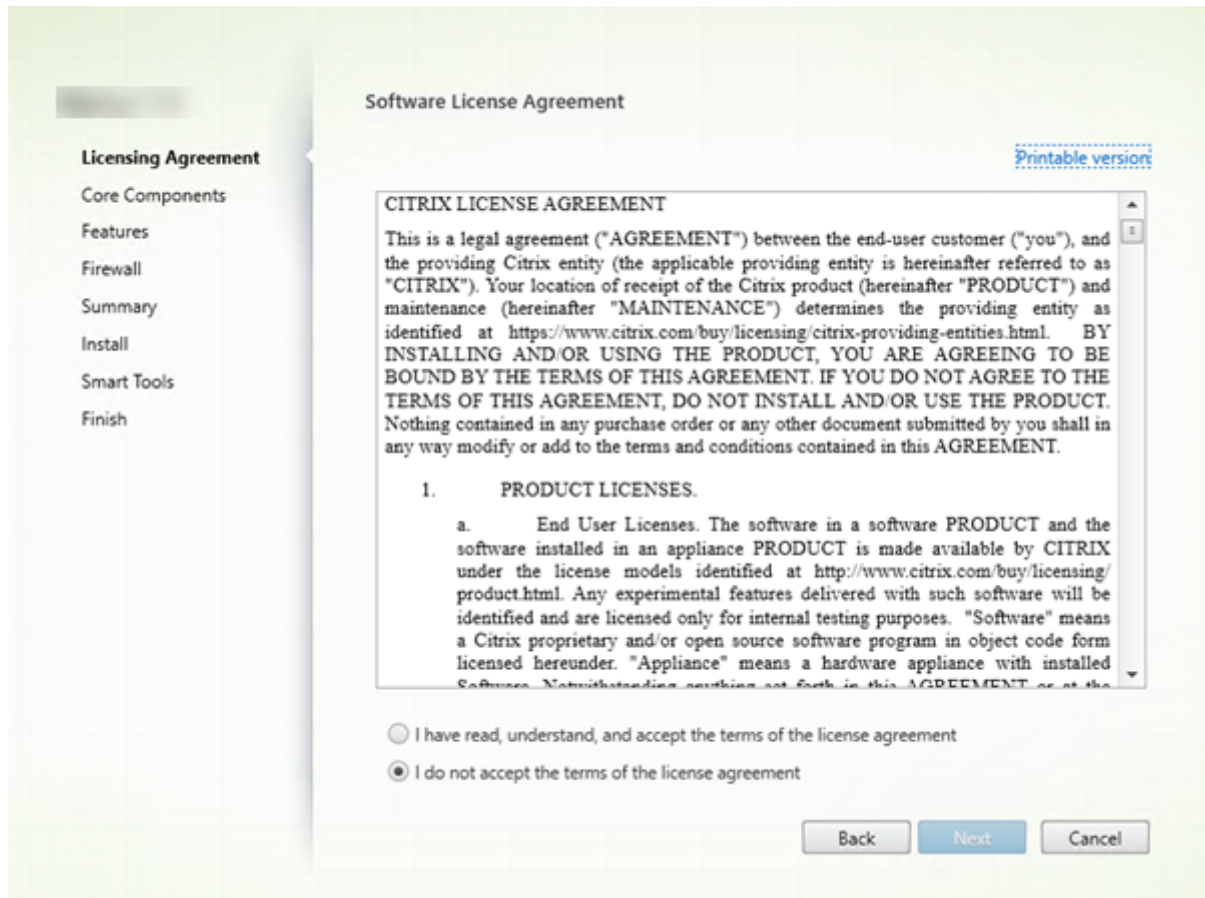 Software License Agreement
Licensing Agreement
Core Components
Features
Firewall
Summary
Install
Smart Tools
Finish
Printable version
CITRIX LICENSE AGREEMENT
This is a legal agreement ("AGREEMENT") between the end-user customer ("you"), and
the providing Citrix entity (the applicable providing entity is hereinafter referred to as
"CITRIX"). Your location of receipt of the Citrix product (hereinafter "PRODUCT") and
maintenance (hereinafter "MAINTENANCE") determines the providing entity as
identified at https://www.citrix.com/buy/licensing/citrix-providing-entities.html. BY
INSTALLING AND/OR USING THE PRODUCT, YOU ARE AGREEING TO BE
BOUND BY THE TERMS OF THIS AGREEMENT. IF YOU DO NOT AGREE TO THE
TERMS OF THIS AGREEMENT, DO NOT INSTALL AND/OR USE THE PRODUCT.
Nothing contained in any purchase order or any other document submitted by you shall in
any way modify or add to the terms and conditions contained in this AGREEMENT.
1. PRODUCT LICENSES.
a. End User Licenses. The software in a software PRODUCT and the
software installed in an appliance PRODUCT is made available by CITRIX
under the license models identified at http://www.citrix.com/buy/licensing/
product.html. Any experimental features delivered with such software will be
identified and are licensed only for internal testing purposes. "Software" means
a Citrix proprietary and/or open source software program in object code form
licensed hereunder. "Appliance" means a hardware appliance with installed
Software. Notwithstanding anything set forth in this AGREEMENT or at the
I have read, understand, and accept the terms of the license agreement
I do not accept the terms of the license agreement
Back
Next
Cancel